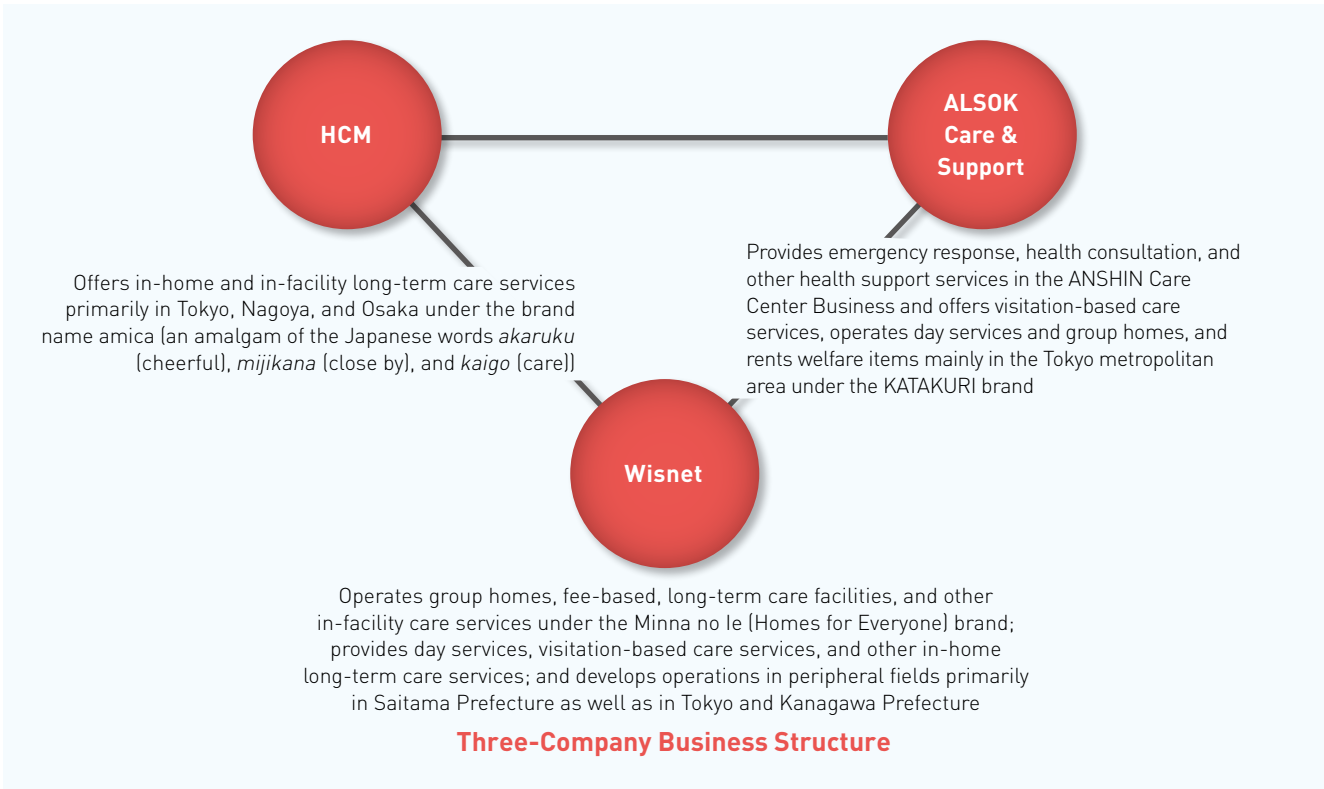 HCM
Offers in-home and in-facility long-term care services
primarily in Tokyo, Nagoya, and Osaka under the brand
name amica (an amalgam of the Japanese words akaruku
(cheerful), mijikana (close by), and kaigo (care))
ALSOK
Care &
Support
Provides emergency response, health consultation, and
other health support services in the ANSHIN Care
Center Business and offers visitation-based care
services, operates day services and group homes, and
rents welfare items mainly in the Tokyo metropolitan
area under the KATAKURI brand
Wisnet
Operates group homes, fee-based, long-term care facilities, and other
in-facility care services under the Minna no Ie (Homes for Everyone) brand;
provides day services, visitation-based care services, and other in-home
long-term care services; and develops operations in peripheral fields primarily
in Saitama Prefecture as well as in Tokyo and Kanagawa Prefecture
Three-Company Business Structure